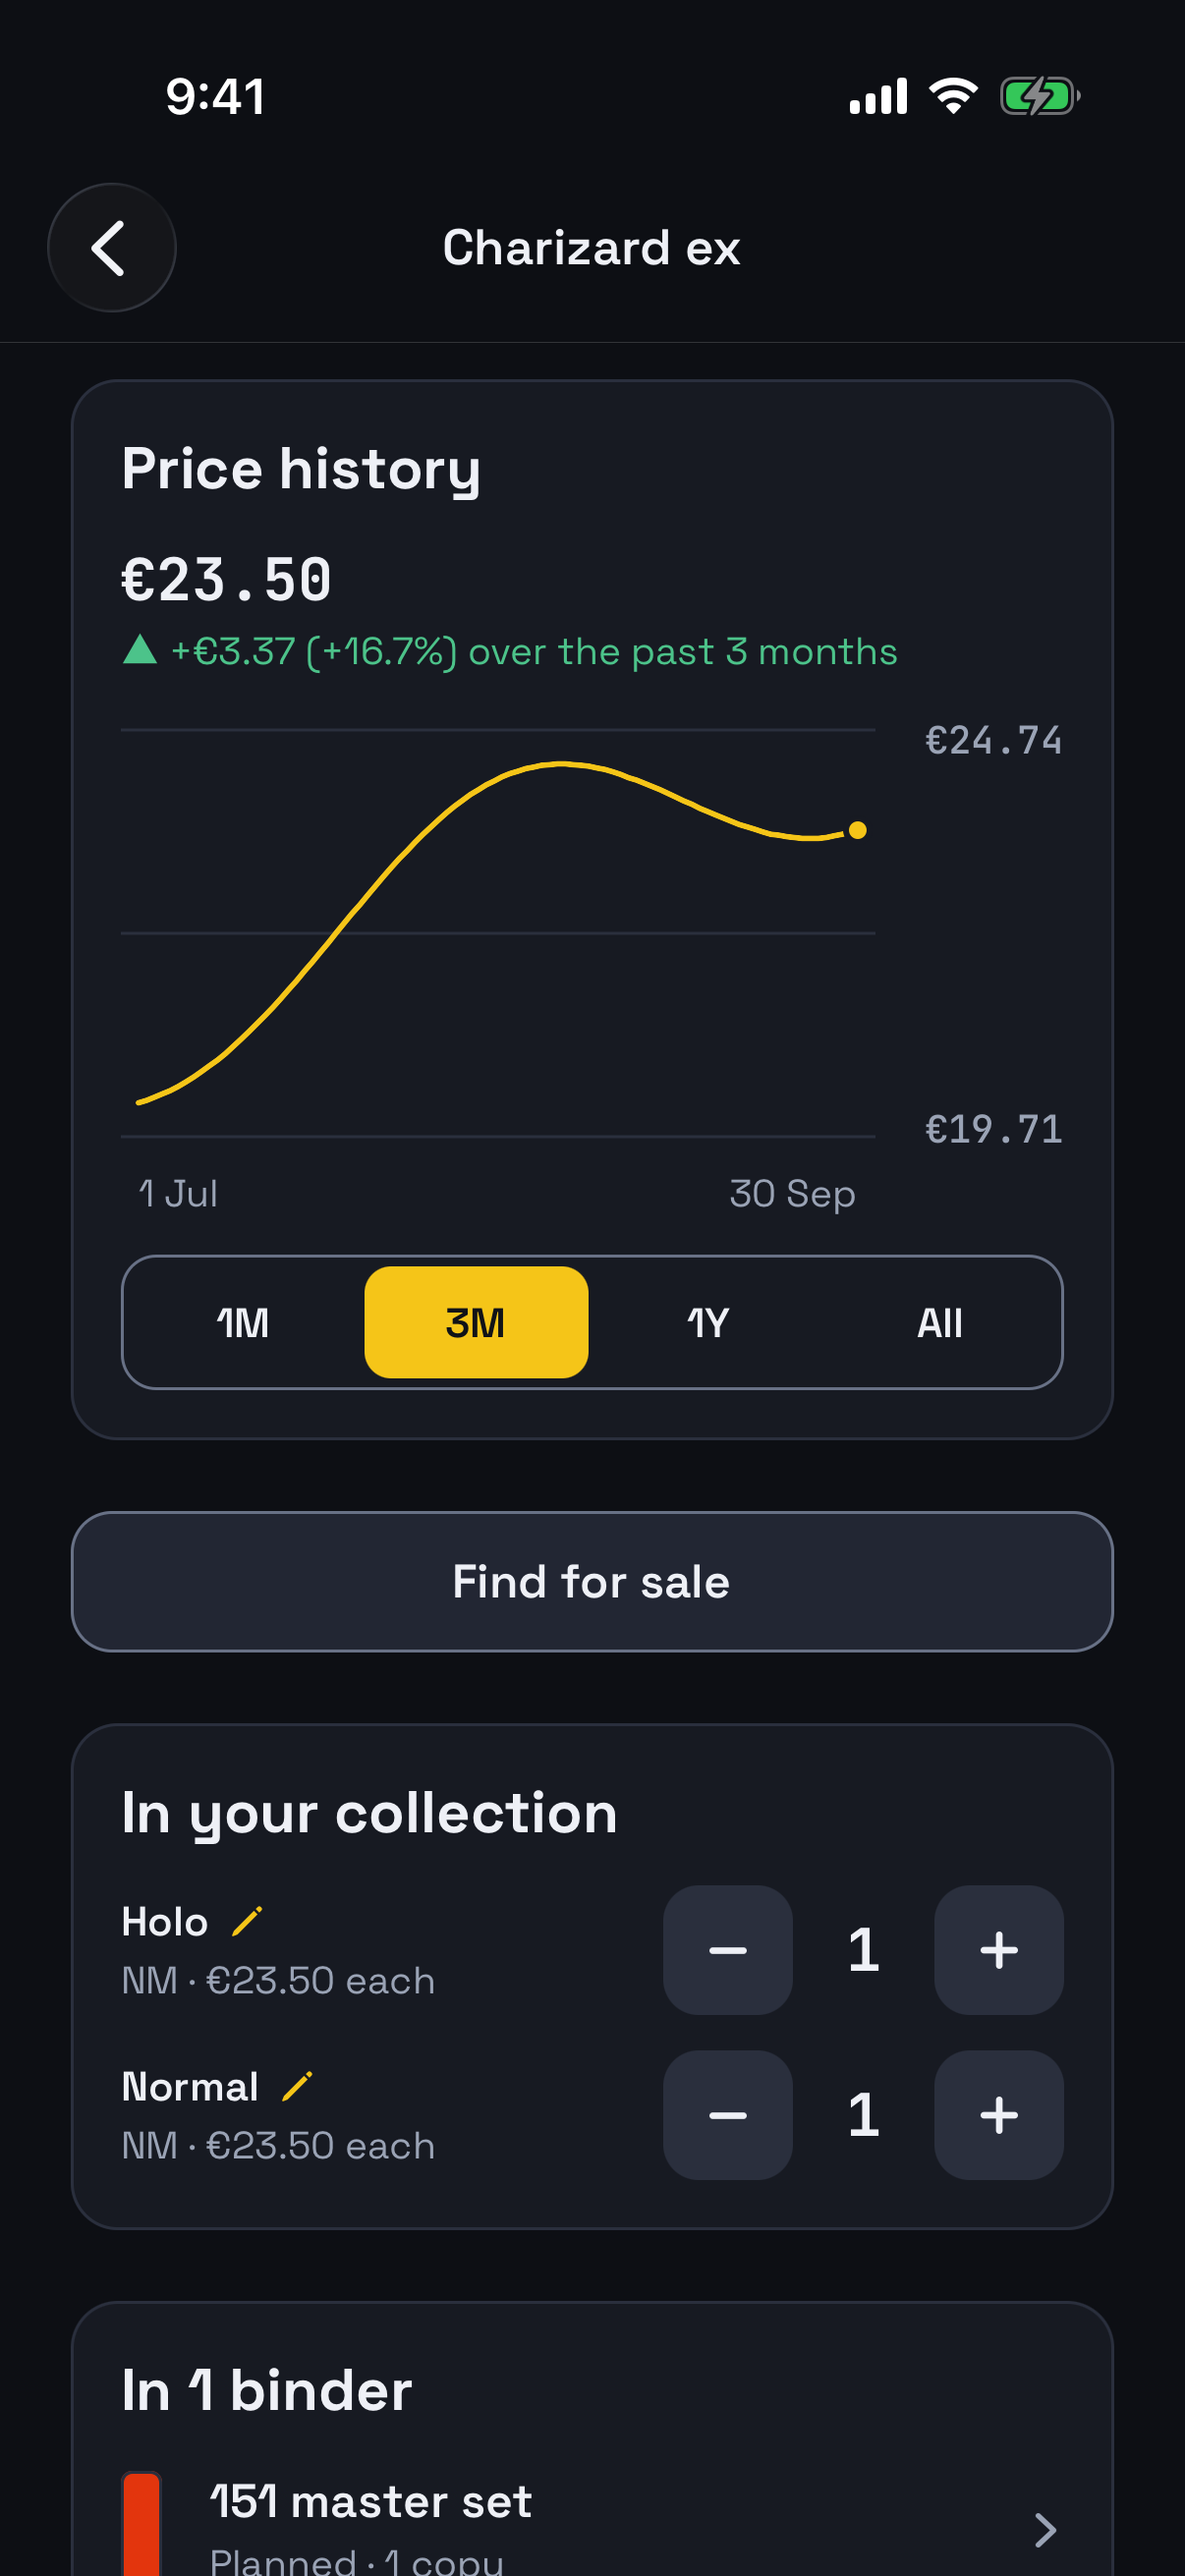 9:41
Charizard ex
Price history
€23.50
▲ +€3.37 (+16.7%) over the past 3 months
€24.74
€19.71
1 Jul 30 Sep
1M 3M 1Y All
Find for sale
In your collection
Holo
NM · €23.50 each
1
Normal
NM · €23.50 each
1
In 1 binder
151 master set
Planned · 1 copy